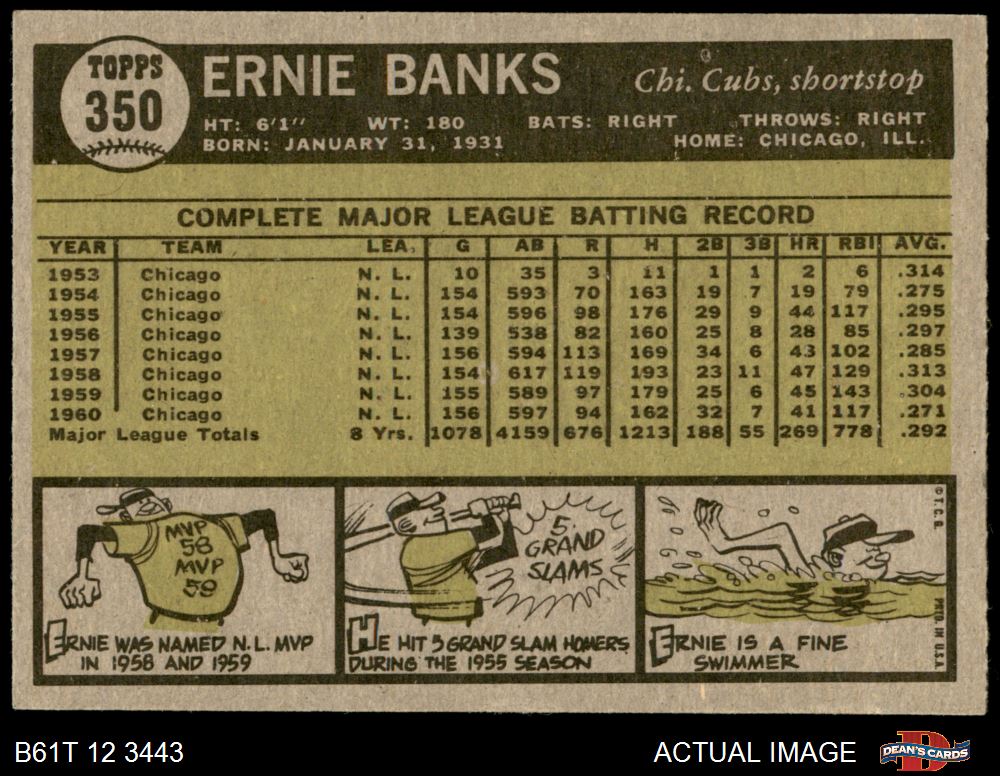 TOPPS
350
ERNIE BANKS
Chi. Cubs, shortstop
HT: 6'1" WT: 180 BATS: RIGHT THROWS: RIGHT
BORN: JANUARY 31, 1931 HOME: CHICAGO, ILL.
COMPLETE MAJOR LEAGUE BATTING RECORD
YEAR TEAM LEA. G AB R H 2B 3B HR RBI AVG.
1953 Chicago N. L. 10 35 3 11 1 1 2 6 .314
1954 Chicago N. L. 154 593 70 163 19 7 19 79 .275
1955 Chicago N. L. 154 596 98 176 29 9 44 117 .295
1956 Chicago N. L. 139 538 82 160 25 8 28 85 .297
1957 Chicago N. L. 156 594 113 169 34 6 43 102 .285
1958 Chicago N. L. 154 617 119 193 23 11 47 129 .313
1959 Chicago N. L. 155 589 97 179 25 6 45 143 .304
1960 Chicago N. L. 156 597 94 162 32 7 41 117 .271
Major League Totals 8 Yrs. 1078 4159 676 1213 188 55 269 778 .292
MVP
58
MVP
59
ERNIE WAS NAMED N.L. MVP
IN 1958 AND 1959
5
GRAND
SLAMS
HE HIT 5 GRAND SLAM HOMERS
DURING THE 1955 SEASON
ERNIE IS A FINE
SWIMMER
© T.C.G.
PRTD. IN U.S.A.
B61T 12 3443
ACTUAL IMAGE
DEAN'S CARDS